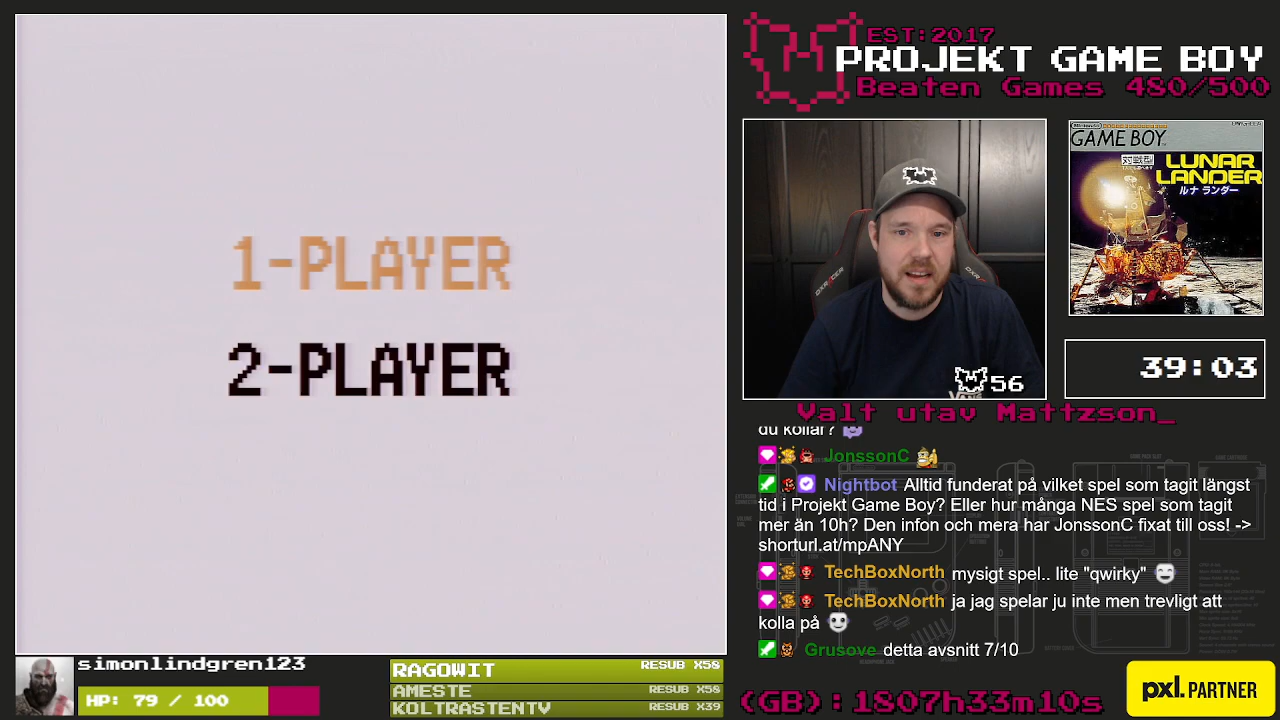 1-PLAYER
2-PLAYER
EST:2017
PROJEKT GAME BOY
Beaten Games 480/500
GAME BOY
対戦型
LUNAR
LANDER
ルナ ランダー
DXRACER
56
39:03
Valt utav Mattzson_
du kollar?
JonssonC
Nightbot Alltid funderat på vilket spel som tagit längst
tid i Projekt Game Boy? Eller hur många NES spel som tagit
mer än 10h? Den infon och mera har JonssonC fixat till oss! ->
shorturl.at/mpANY
TechBoxNorth mysigt spel.. lite "qwirky"
TechBoxNorth ja jag spelar ju inte men trevligt att
kolla på
Grusove detta avsnitt 7/10
simonlindgren123
HP: 79 / 100
RAGOWIT RESUB X58
AMESTE RESUB X58
KOLTRASTENTV RESUB X39
(GB):1807h33m10s
pxl. PARTNER